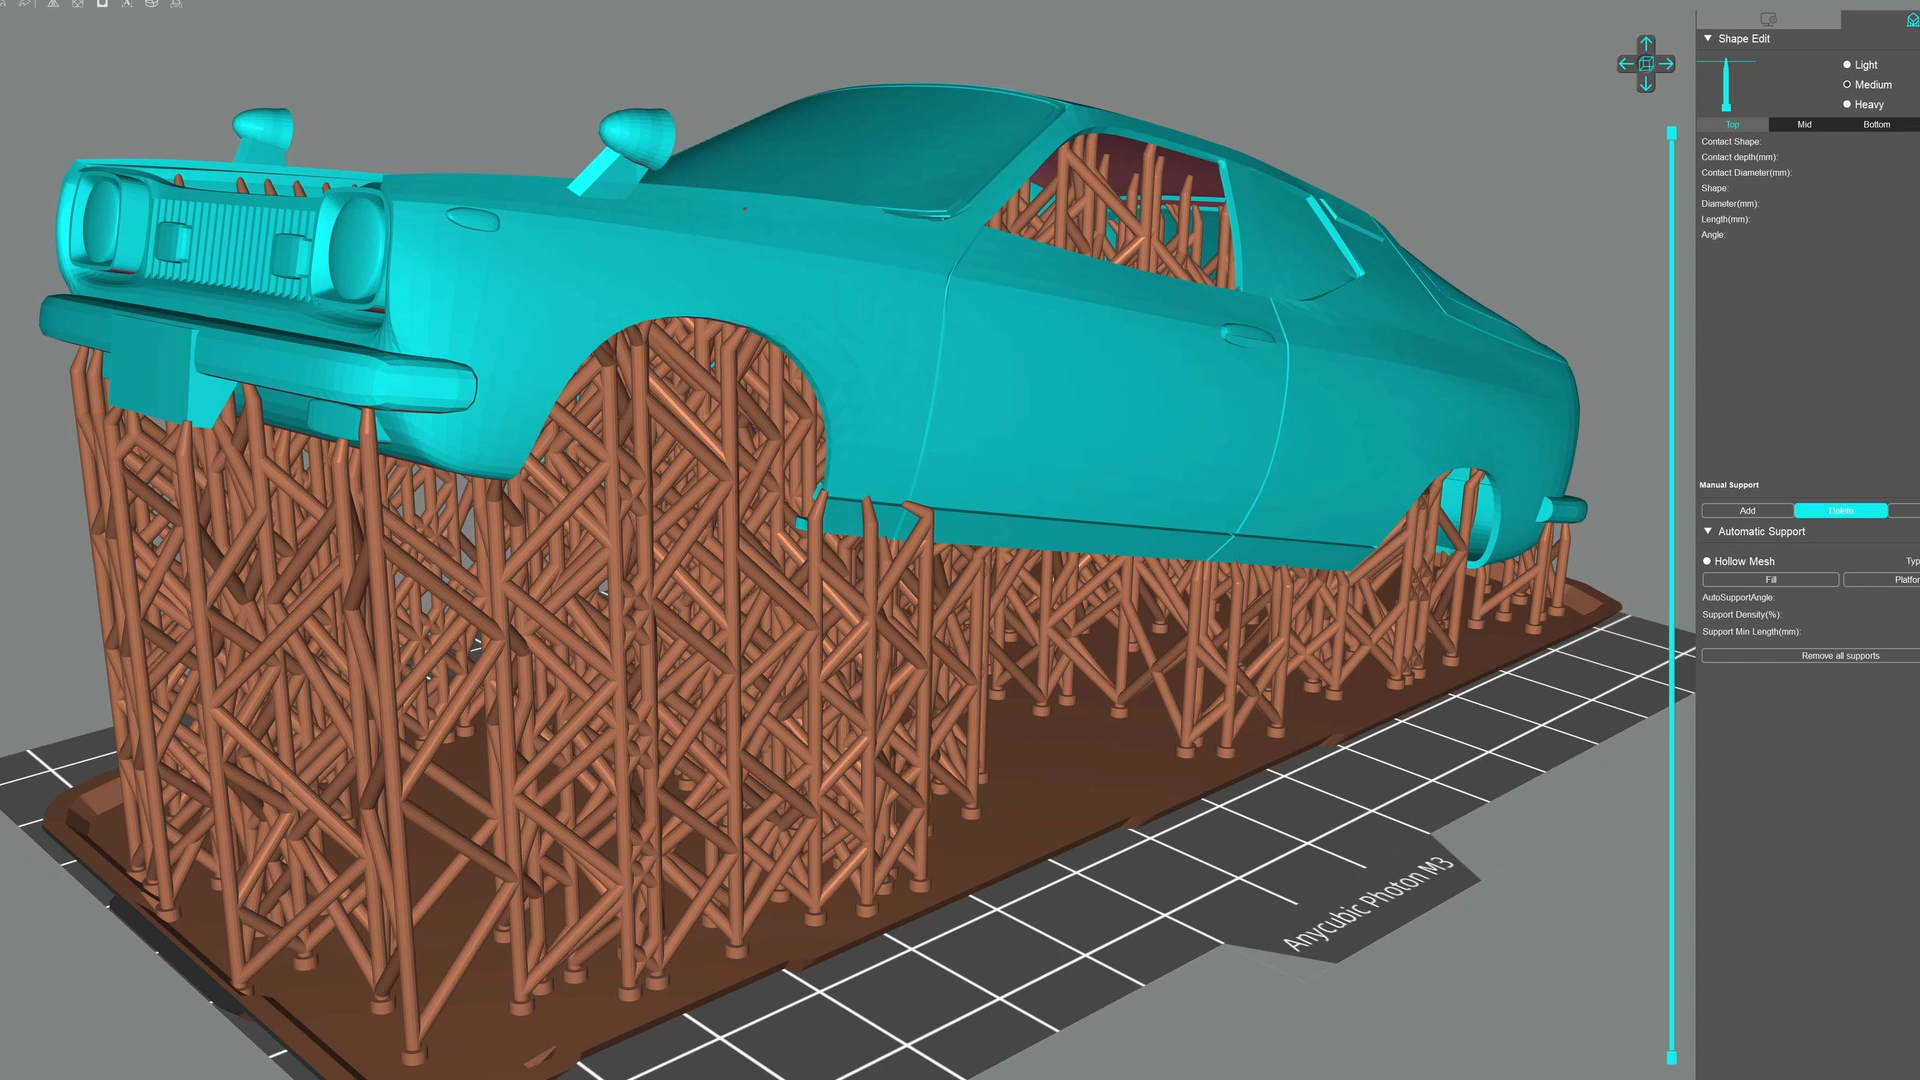 Shape Edit
Light
Medium
Heavy
Top Mid Bottom
Contact Shape:
Contact depth(mm):
Contact Diameter(mm):
Shape:
Diameter(mm):
Length(mm):
Angle:
Manual Support
Add Delete
Automatic Support
Hollow Mesh Typ
Fill Platfor
AutoSupportAngle:
Support Density(%):
Support Min Length(mm):
Remove all supports
Anycubic Photon M3